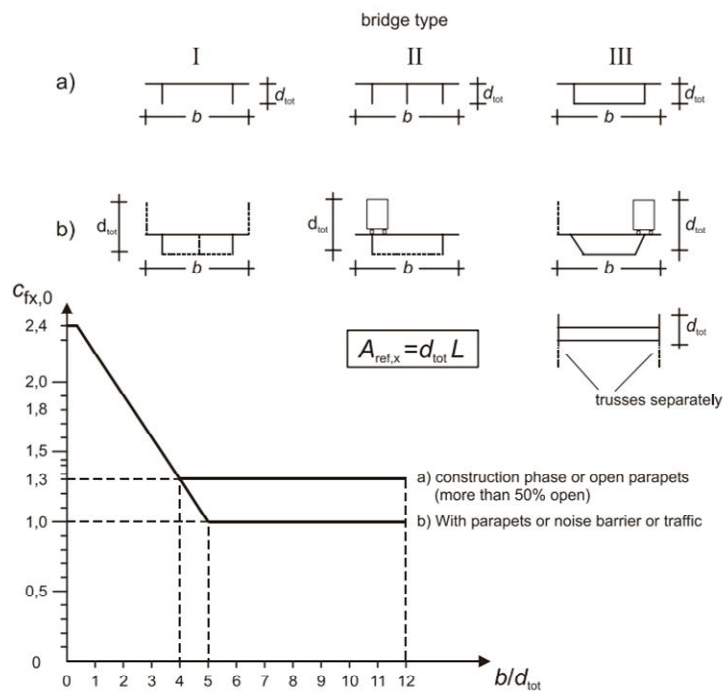 bridge type
I II III
a) d_tot d_tot d_tot
b b b
b) d_tot d_tot d_tot
b b b
c_fx,0
2,4
A_ref,x = d_tot L
d_tot
2,0
1,8
trusses separately
1,5
1,3
a) construction phase or open parapets
(more than 50% open)
1,0
b) With parapets or noise barrier or traffic
0,5
0
0 1 2 3 4 5 6 7 8 9 10 11 12
b/d_tot